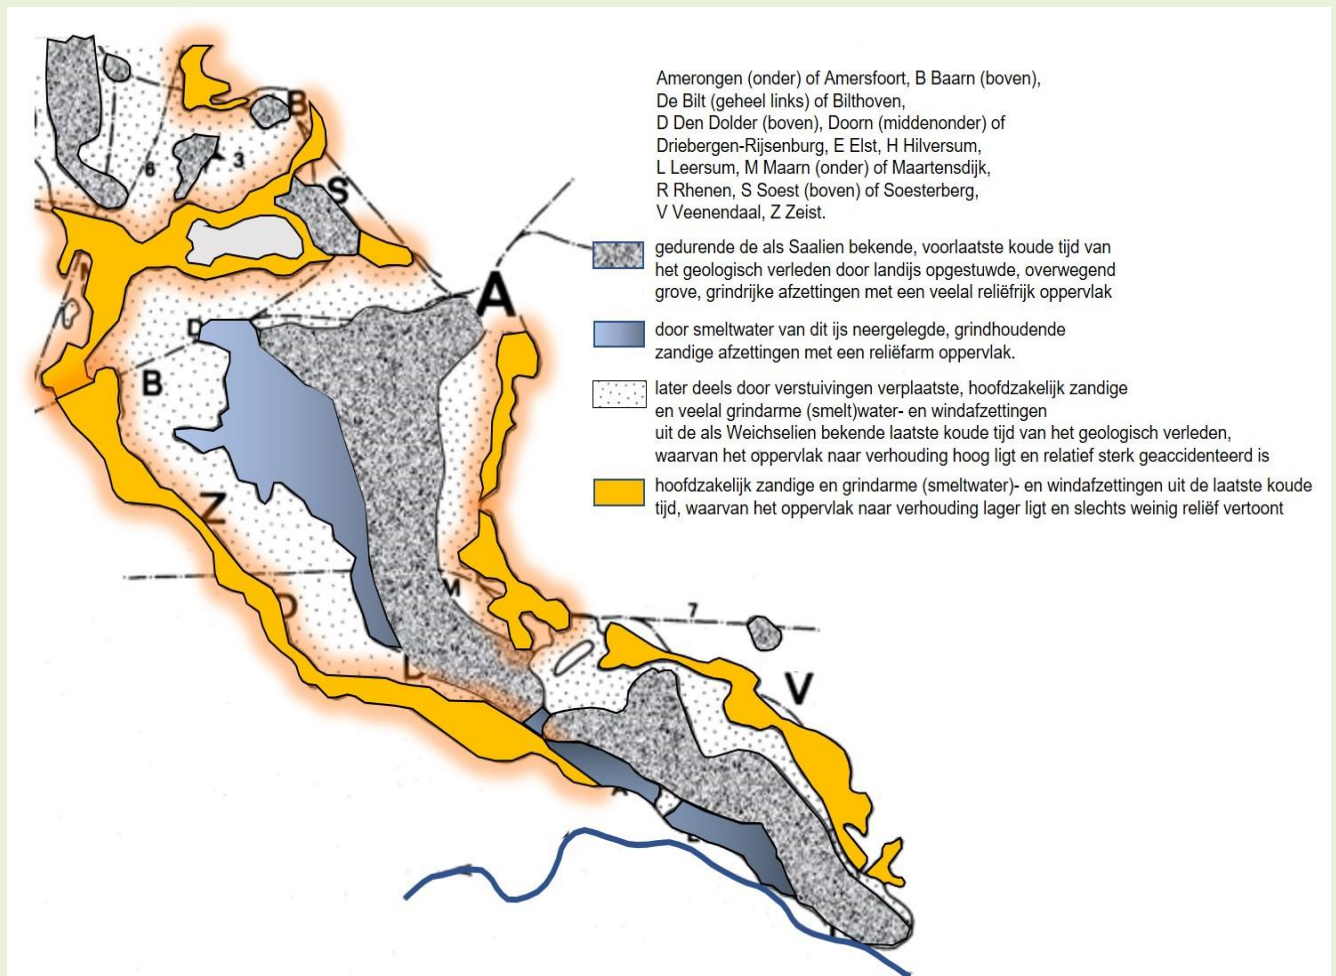 Amerongen (onder) of Amersfoort, B Baarn (boven),
De Bilt (geheel links) of Bilthoven,
D Den Dolder (boven), Doorn (middenonder) of
Driebergen-Rijsenburg, E Elst, H Hilversum,
L Leersum, M Maarn (onder) of Maartensdijk,
R Rhenen, S Soest (boven) of Soesterberg,
V Veenendaal, Z Zeist.
gedurende de als Saalien bekende, voorlaatste koude tijd van
het geologisch verleden door landijs opgestuwde, overwegend
grove, grindrijke afzettingen met een veelal reliëfrijk oppervlak
door smeltwater van dit ijs neergelegde, grindhoudende
zandige afzettingen met een reliëfarm oppervlak.
later deels door verstuivingen verplaatste, hoofdzakelijk zandige
en veelal grindarme (smelt)water- en windafzettingen
uit de als Weichselien bekende laatste koude tijd van het geologisch verleden,
waarvan het oppervlak naar verhouding hoog ligt en relatief sterk geaccidenteerd is
hoofdzakelijk zandige en grindarme (smeltwater)- en windafzettingen uit de laatste koude
tijd, waarvan het oppervlak naar verhouding lager ligt en slechts weinig reliëf vertoont
B
3
6
S
A
D
B
Z
M
7
V